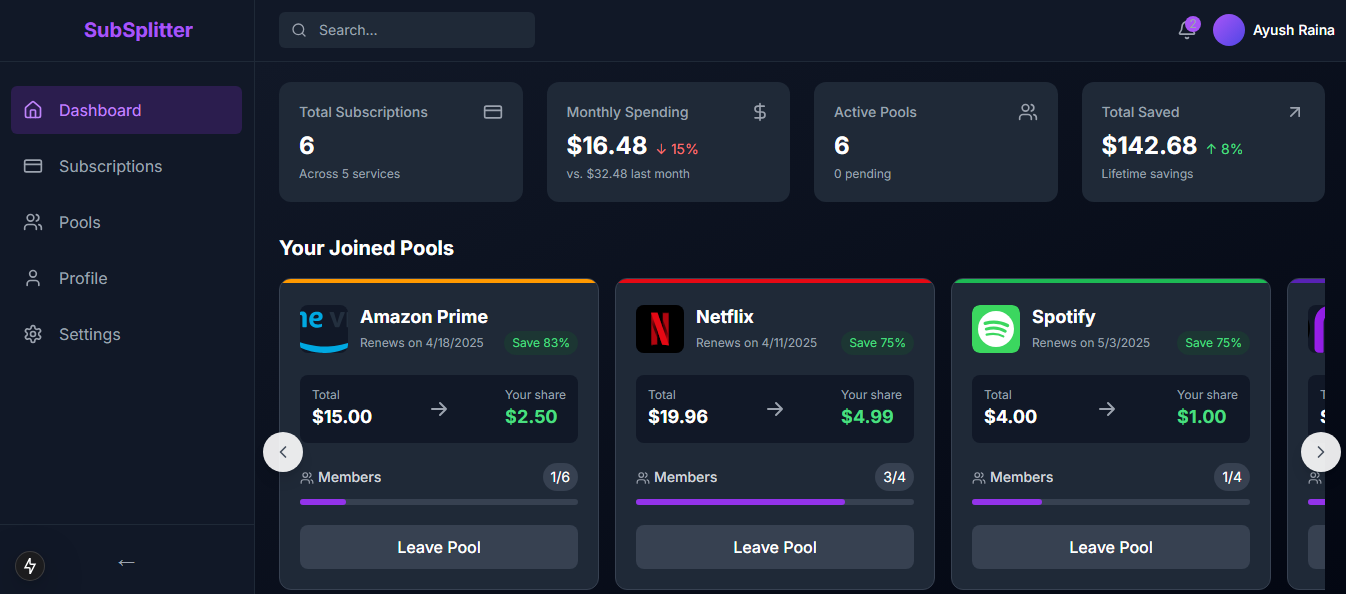 SubSplitter
Search...
2
Ayush Raina
Dashboard
Subscriptions
Pools
Profile
Settings
←
Total Subscriptions
6
Across 5 services
Monthly Spending
$16.48 ↓ 15%
vs. $32.48 last month
Active Pools
6
0 pending
Total Saved
$142.68 ↑ 8%
Lifetime savings
Your Joined Pools
Amazon Prime
Renews on 4/18/2025 Save 83%
Total Your share
$15.00 → $2.50
Members 1/6
Leave Pool
Netflix
Renews on 4/11/2025 Save 75%
Total Your share
$19.96 → $4.99
Members 3/4
Leave Pool
Spotify
Renews on 5/3/2025 Save 75%
Total Your share
$4.00 → $1.00
Members 1/4
Leave Pool